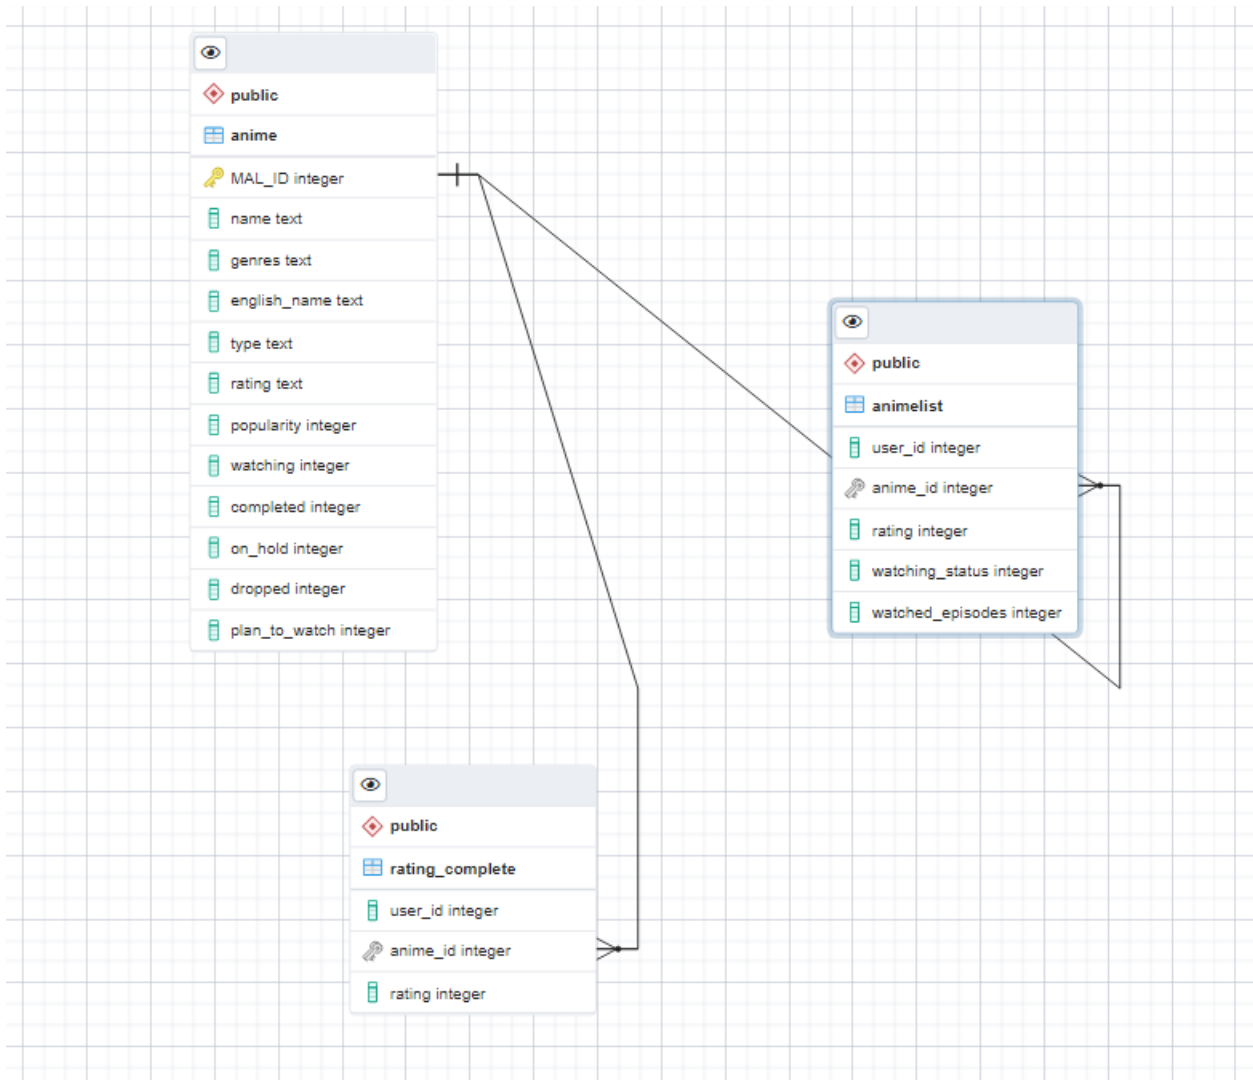 public
anime
MAL_ID integer
name text
genres text
english_name text
type text
rating text
popularity integer
watching integer
completed integer
on_hold integer
dropped integer
plan_to_watch integer
public
animelist
user_id integer
anime_id integer
rating integer
watching_status integer
watched_episodes integer
public
rating_complete
user_id integer
anime_id integer
rating integer